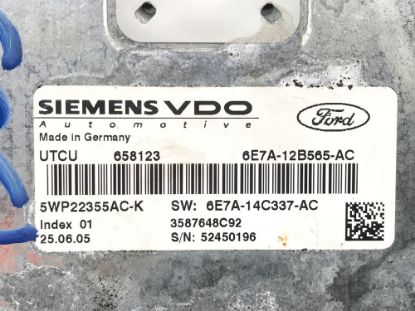 SIEMENS VDO
Automotive
Ford
Made in Germany
UTCU 658123 6E7A-12B565-AC
5WP22355AC-K SW: 6E7A-14C337-AC
Index 01 3587648C92
25.06.05 S/N: 52450196